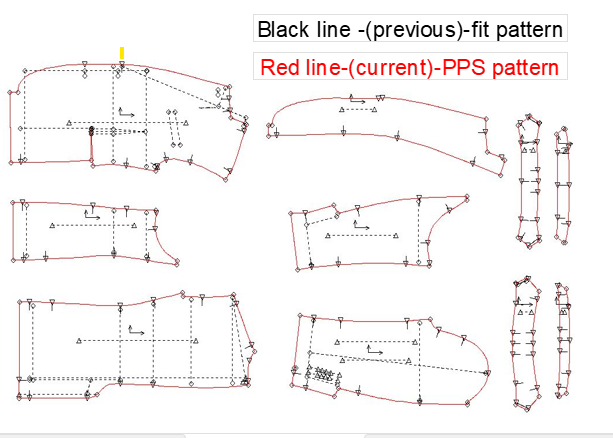 Black line -(previous)-fit pattern
Red line-(current)-PPS pattern